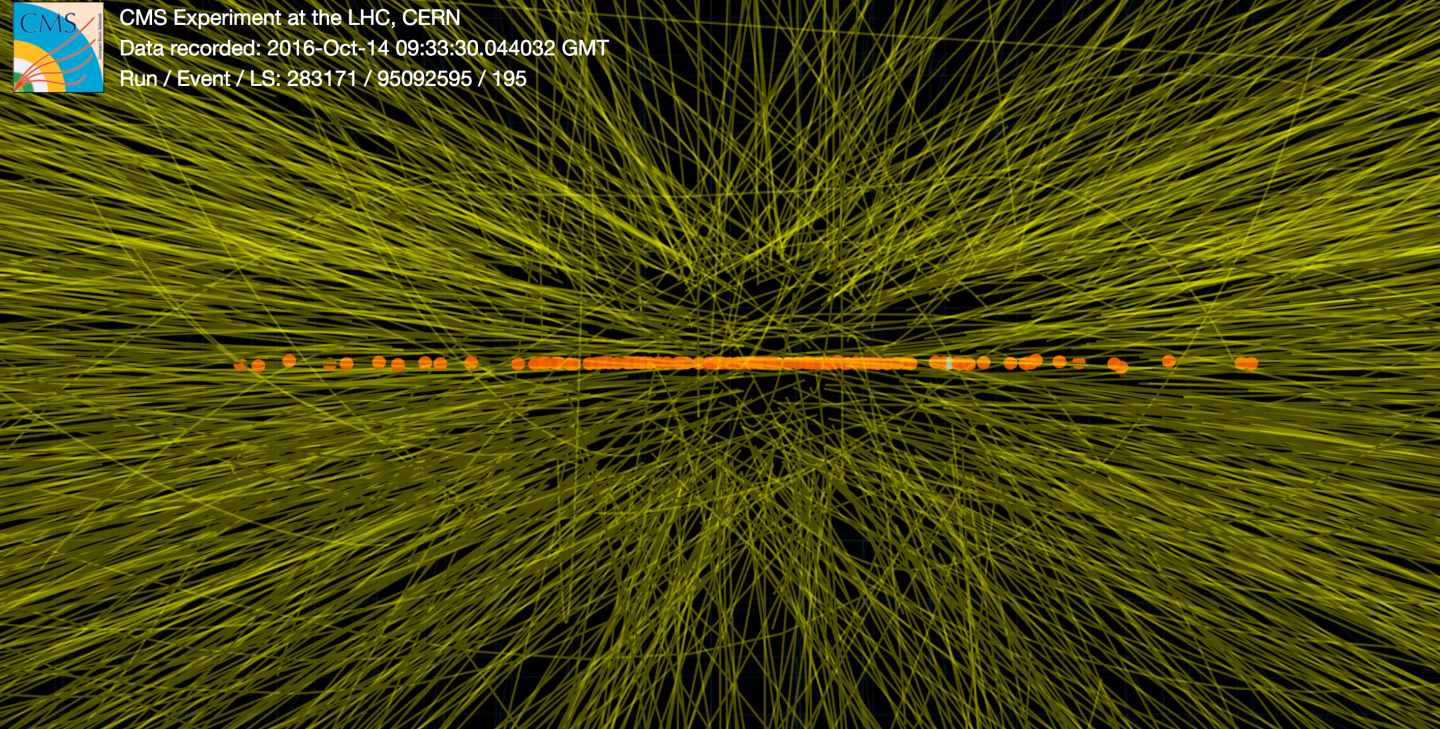 CMS
CMS Experiment at the LHC, CERN
Data recorded: 2016-Oct-14 09:33:30.044032 GMT
Run / Event / LS: 283171 / 95092595 / 195